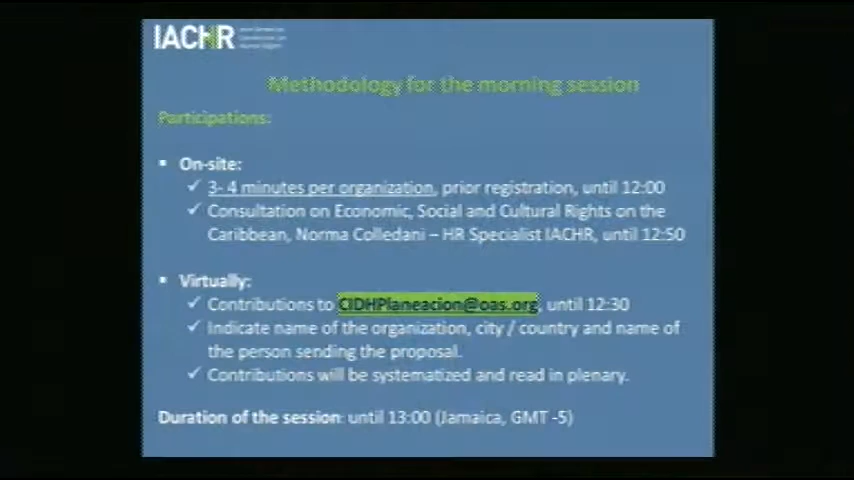 IACHR
Methodology for the morning session
Participations:
▪ On-site:
✓ 3- 4 minutes per organization, prior registration, until 12:00
✓ Consultation on Economic, Social and Cultural Rights on the
Caribbean, Norma Colledani – HR Specialist IACHR, until 12:50
▪ Virtually:
✓ Contributions to CIDHPlaneacion@oas.org, until 12:30
✓ Indicate name of the organization, city / country and name of
the person sending the proposal.
✓ Contributions will be systematized and read in plenary.
Duration of the session: until 13:00 (Jamaica, GMT -5)